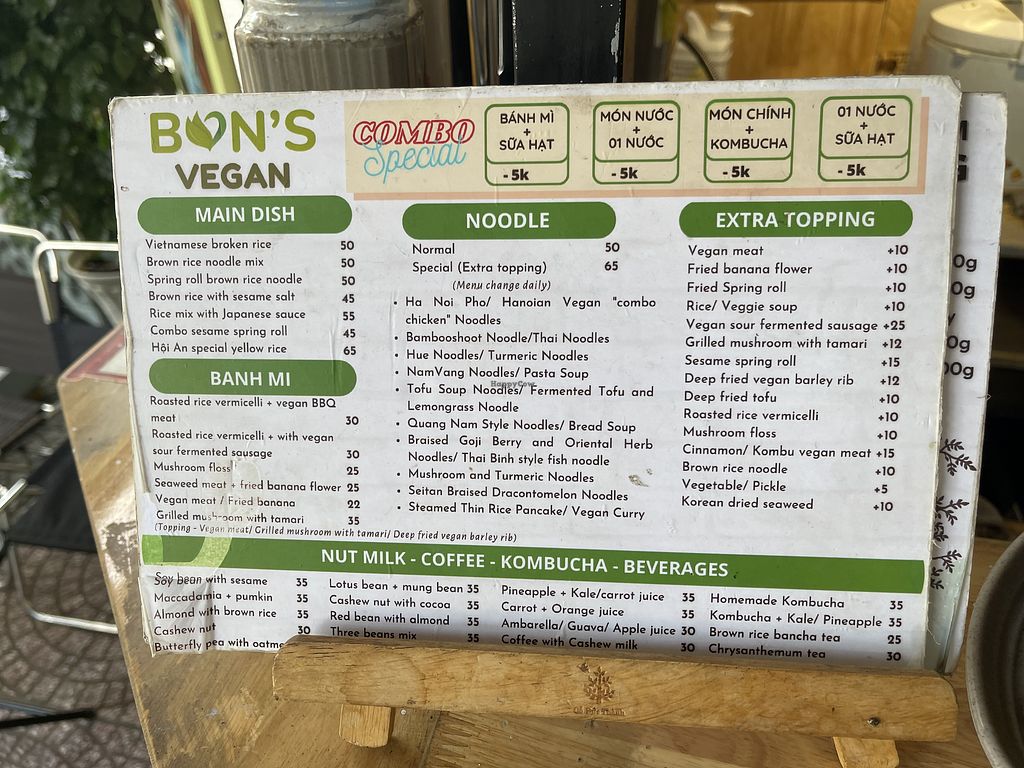 BON'S
VEGAN
COMBO
Special
BÁNH MÌ
+
SỮA HẠT
- 5k
MÓN NƯỚC
+
01 NƯỚC
- 5k
MÓN CHÍNH
+
KOMBUCHA
- 5k
01 NƯỚC
+
SỮA HẠT
- 5k
MAIN DISH
Vietnamese broken rice 50
Brown rice noodle mix 50
Spring roll brown rice noodle 50
Brown rice with sesame salt 45
Rice mix with Japanese sauce 55
Combo sesame spring roll 45
Hôi An special yellow rice 65
BANH MI
Roasted rice vermicelli + vegan BBQ
meat 30
Roasted rice vermicelli + with vegan
sour fermented sausage 30
Mushroom floss 25
Seaweed meat + fried banana flower 25
Vegan meat / Fried banana 22
Grilled mushroom with tamari 35
(Topping - Vegan meat/ Grilled mushroom with tamari/ Deep fried vegan barley rib)
NOODLE
Normal 50
Special (Extra topping) 65
(Menu change daily)
• Ha Noi Pho/ Hanoian Vegan "combo
chicken" Noodles
• Bambooshoot Noodle/Thai Noodles
• Hue Noodles/ Turmeric Noodles
• NamVang Noodles/ Pasta Soup
• Tofu Soup Noodles/ Fermented Tofu and
Lemongrass Noodle
• Quang Nam Style Noodles/ Bread Soup
• Braised Goji Berry and Oriental Herb
Noodles/ Thai Binh style fish noodle
• Mushroom and Turmeric Noodles
• Seitan Braised Dracontomelon Noodles
• Steamed Thin Rice Pancake/ Vegan Curry
HappyCow
EXTRA TOPPING
Vegan meat +10
Fried banana flower +10
Fried Spring roll +10
Rice/ Veggie soup +10
Vegan sour fermented sausage +25
Grilled mushroom with tamari +12
Sesame spring roll +15
Deep fried vegan barley rib +12
Deep fried tofu +10
Roasted rice vermicelli +10
Mushroom floss +10
Cinnamon/ Kombu vegan meat +15
Brown rice noodle +10
Vegetable/ Pickle +5
Korean dried seaweed +10
NUT MILK - COFFEE - KOMBUCHA - BEVERAGES
Soy bean with sesame 35
Maccadamia + pumkin 35
Almond with brown rice 35
Cashew nut 30
Butterfly pea with oatme
Lotus bean + mung bean 35
Cashew nut with cocoa 35
Red bean with almond 35
Three beans mix 35
Pineapple + Kale/carrot juice 35
Carrot + Orange juice 35
Ambarella/ Guava/ Apple juice 30
Coffee with Cashew milk 30
Homemade Kombucha 35
Kombucha + Kale/ Pineapple 35
Brown rice bancha tea 25
Chrysanthemum tea 30
0g
0g
0g
00g